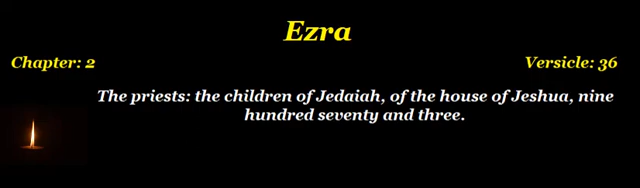 Ezra
Chapter: 2 Versicle: 36
The priests: the children of Jedaiah, of the house of Jeshua, nine
hundred seventy and three.